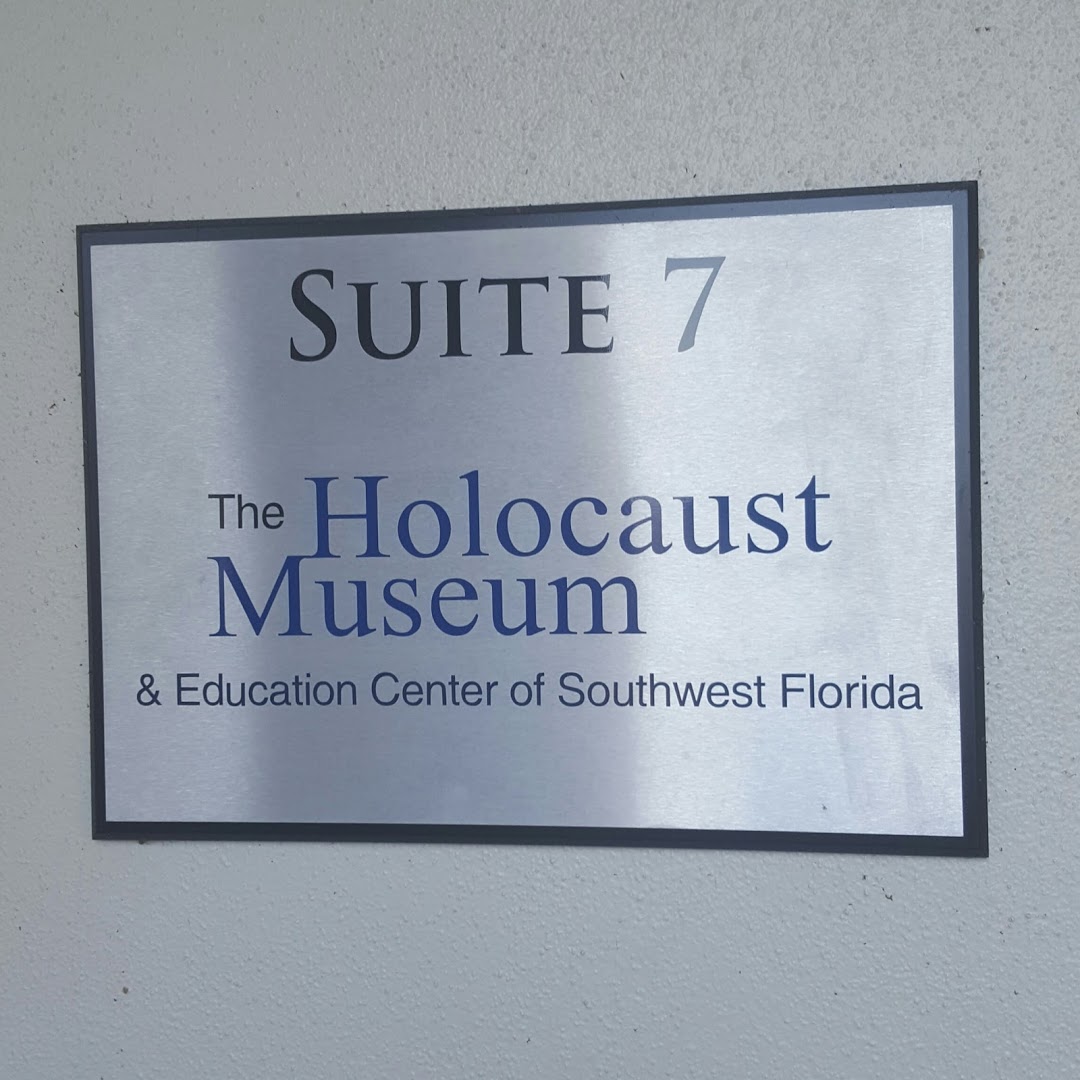 SUITE 7
The Holocaust
Museum
& Education Center of Southwest Florida